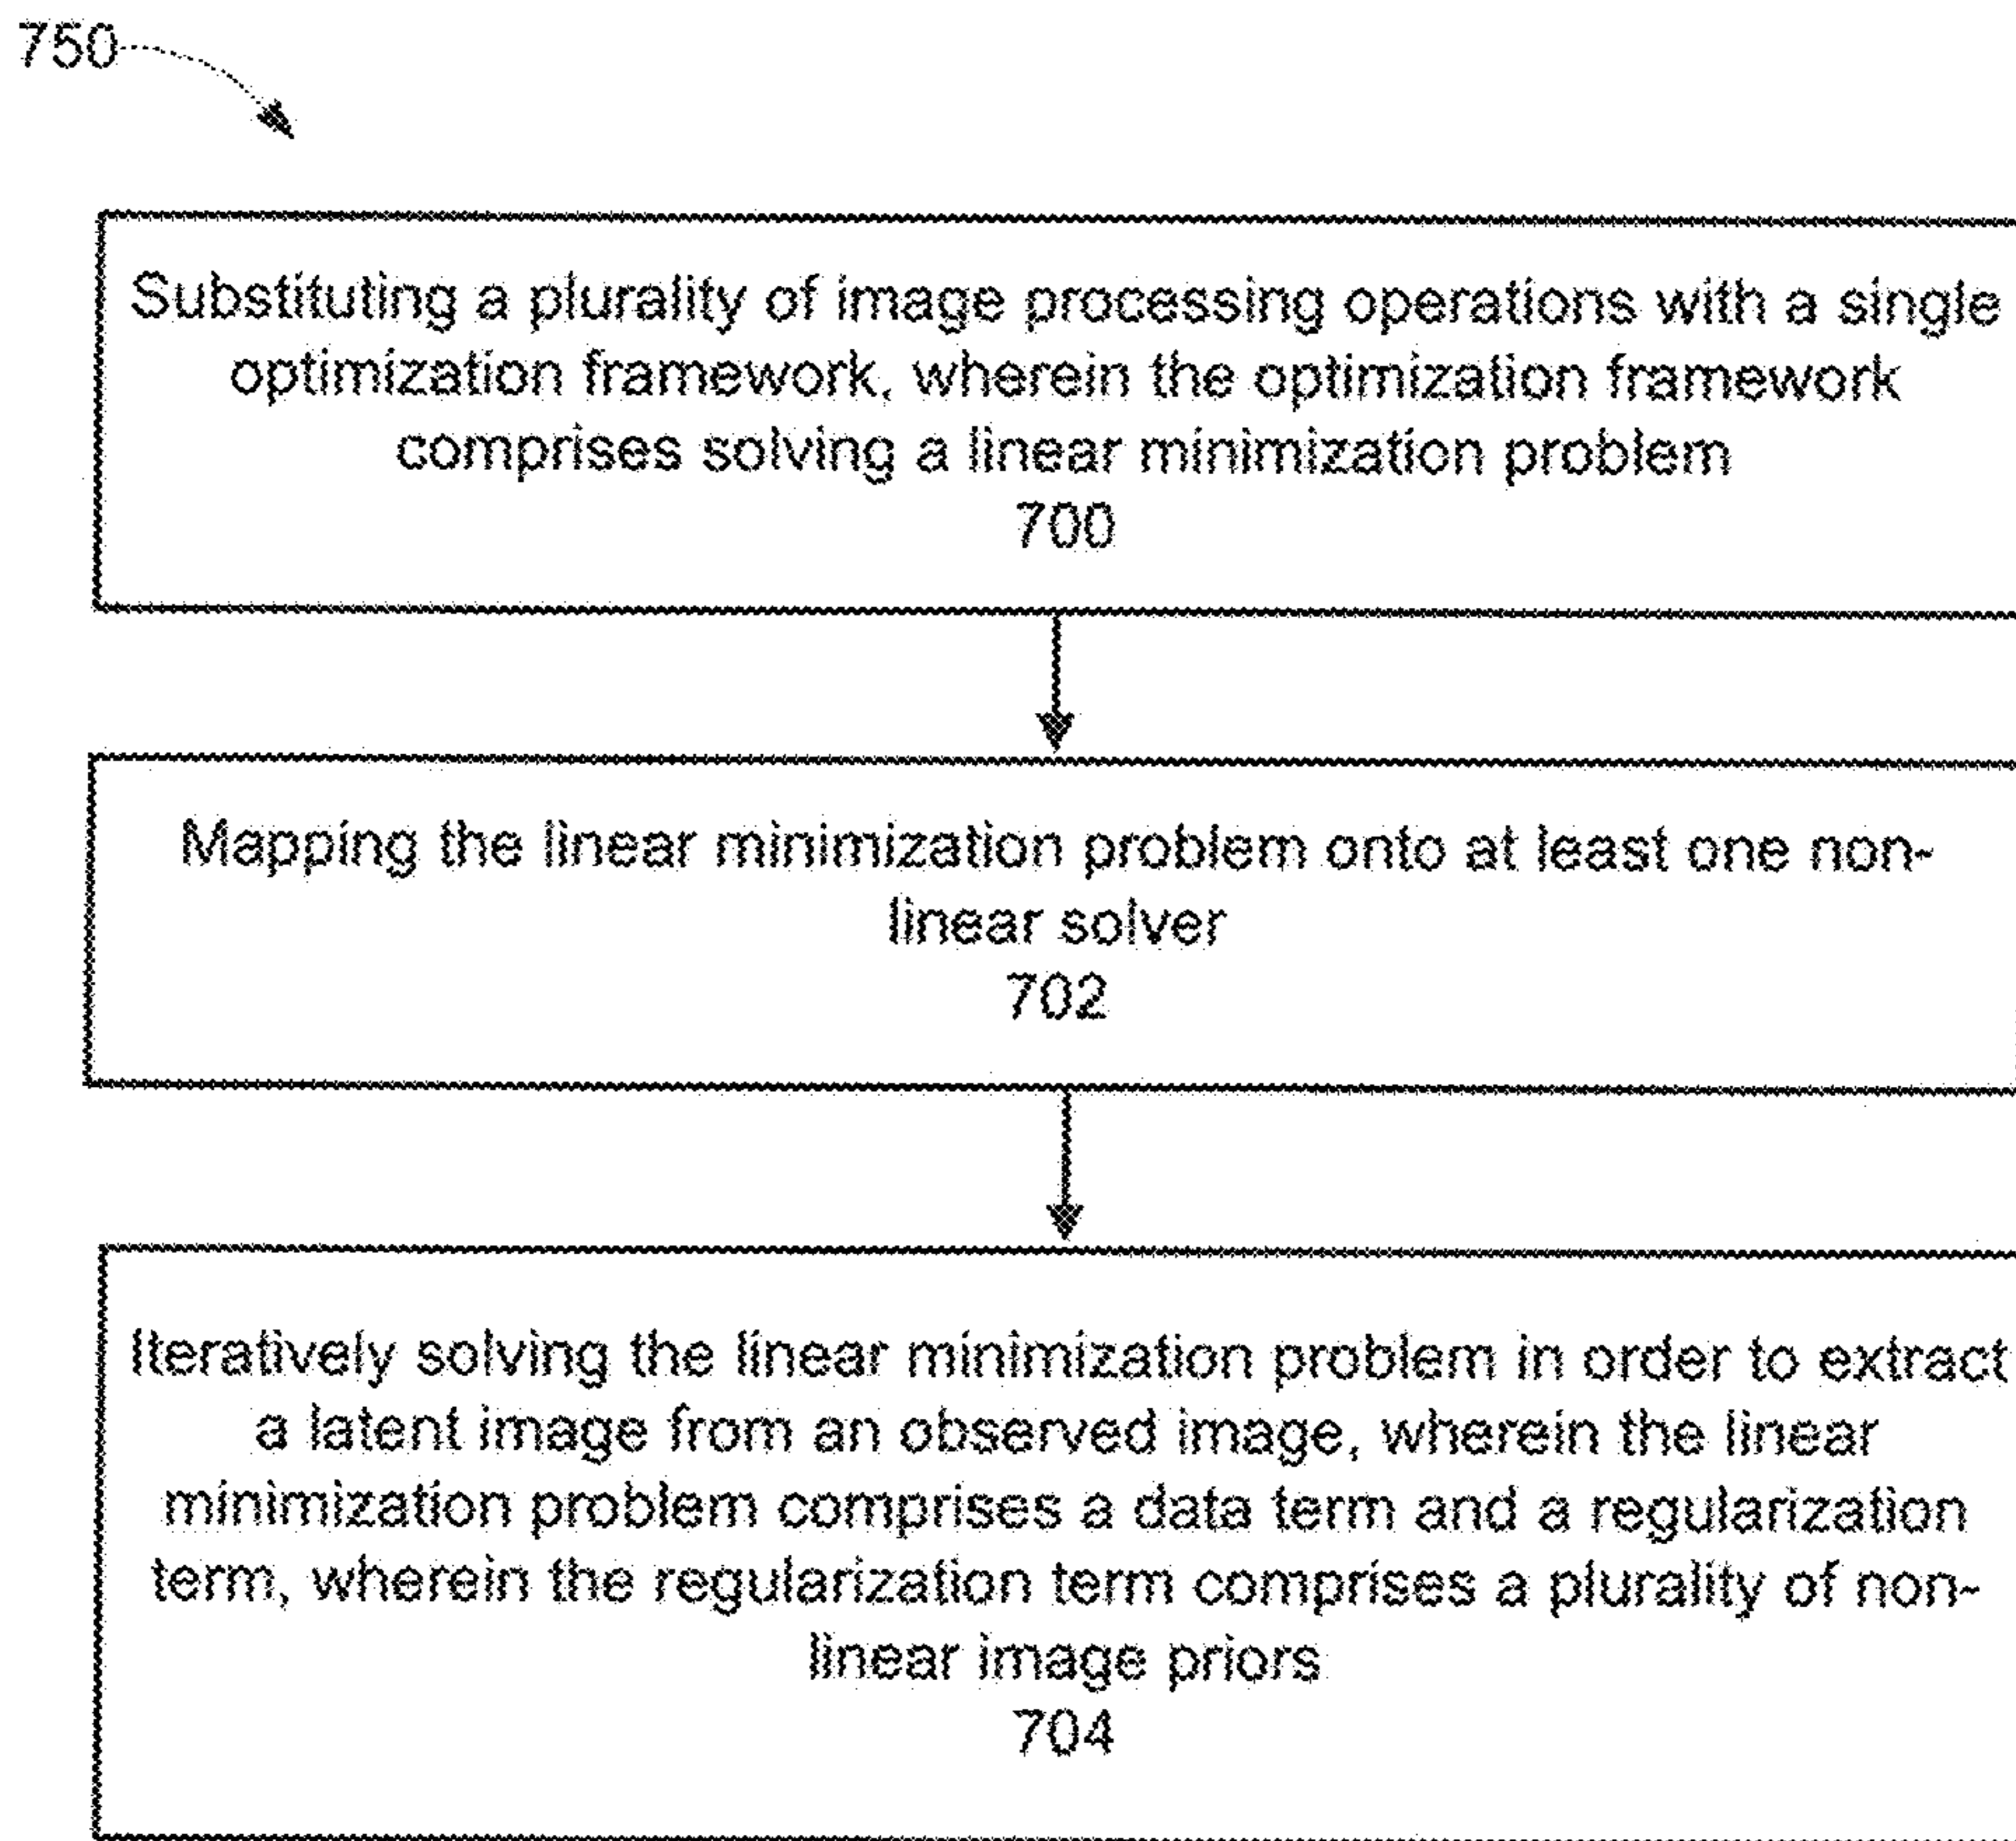 750
Substituting a plurality of image processing operations with a single
optimization framework, wherein the optimization framework
comprises solving a linear minimization problem
700
Mapping the linear minimization problem onto at least one non-
linear solver
702
Iteratively solving the linear minimization problem in order to extract
a latent image from an observed image, wherein the linear
minimization problem comprises a data term and a regularization
term, wherein the regularization term comprises a plurality of non-
linear image priors
704